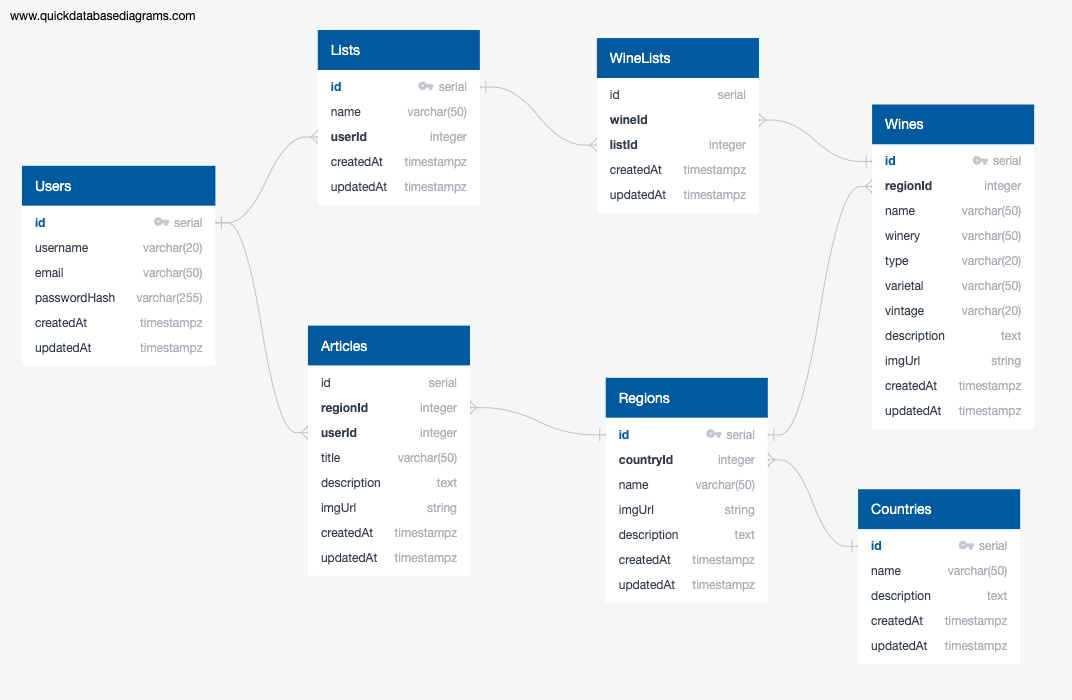 www.quickdatabasediagrams.com
Users
id serial
username varchar(20)
email varchar(50)
passwordHash varchar(255)
createdAt timestampz
updatedAt timestampz
Lists
id serial
name varchar(50)
userId integer
createdAt timestampz
updatedAt timestampz
WineLists
id serial
wineId
listId integer
createdAt timestampz
updatedAt timestampz
Wines
id serial
regionId integer
name varchar(50)
winery varchar(50)
type varchar(20)
varietal varchar(50)
vintage varchar(20)
description text
imgUrl string
createdAt timestampz
updatedAt timestampz
Articles
id serial
regionId integer
userId integer
title varchar(50)
description text
imgUrl string
createdAt timestampz
updatedAt timestampz
Regions
id serial
countryId integer
name varchar(50)
imgUrl string
description text
createdAt timestampz
updatedAt timestampz
Countries
id serial
name varchar(50)
description text
createdAt timestampz
updatedAt timestampz